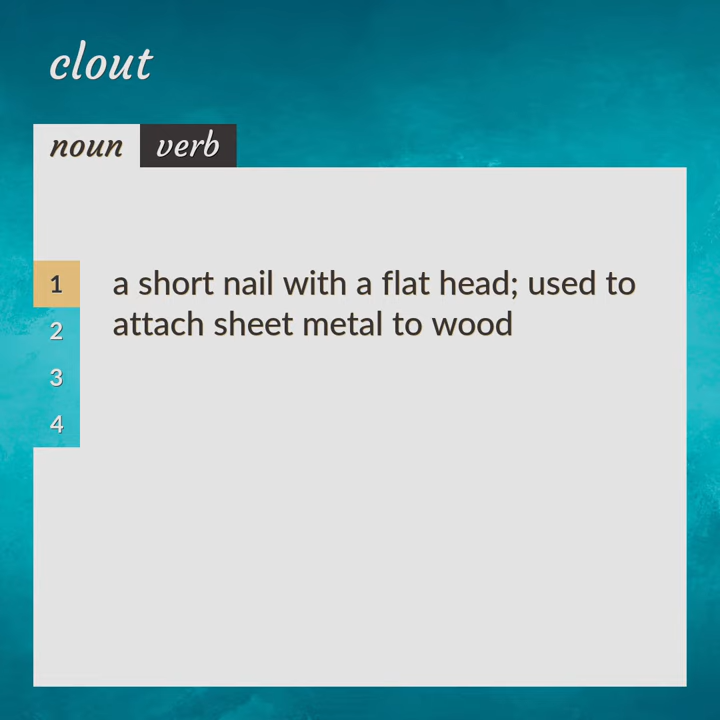 clout
noun verb
1 a short nail with a flat head; used to
attach sheet metal to wood
2
3
4